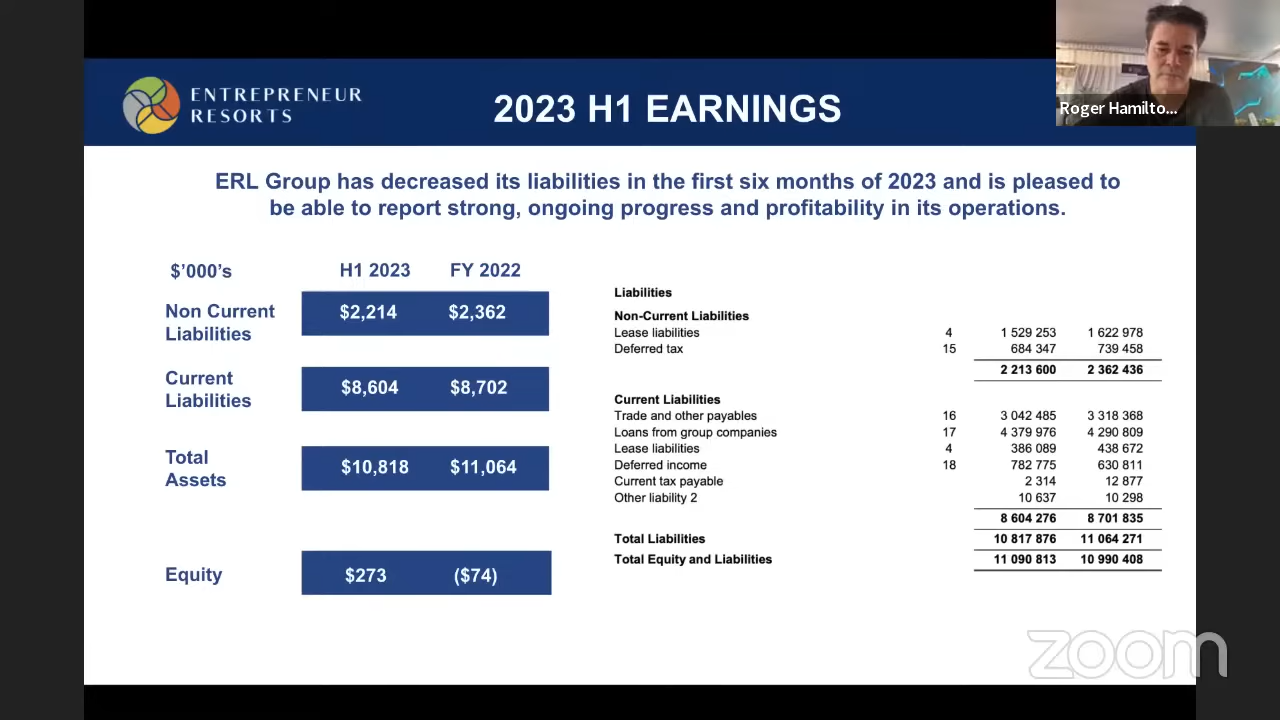 ENTREPRENEUR
RESORTS
2023 H1 EARNINGS
Roger Hamilto...
ERL Group has decreased its liabilities in the first six months of 2023 and is pleased to
be able to report strong, ongoing progress and profitability in its operations.
$'000's H1 2023 FY 2022
Non Current
Liabilities
$2,214 $2,362
Current
Liabilities
$8,604 $8,702
Total
Assets
$10,818 $11,064
Equity $273 ($74)
Liabilities
Non-Current Liabilities
Lease liabilities 4 1 529 253 1 622 978
Deferred tax 15 684 347 739 458
2 213 600 2 362 436
Current Liabilities
Trade and other payables 16 3 042 485 3 318 368
Loans from group companies 17 4 379 976 4 290 809
Lease liabilities 4 386 089 438 672
Deferred income 18 782 775 630 811
Current tax payable 2 314 12 877
Other liability 2 10 637 10 298
8 604 276 8 701 835
Total Liabilities 10 817 876 11 064 271
Total Equity and Liabilities 11 090 813 10 990 408
zoom